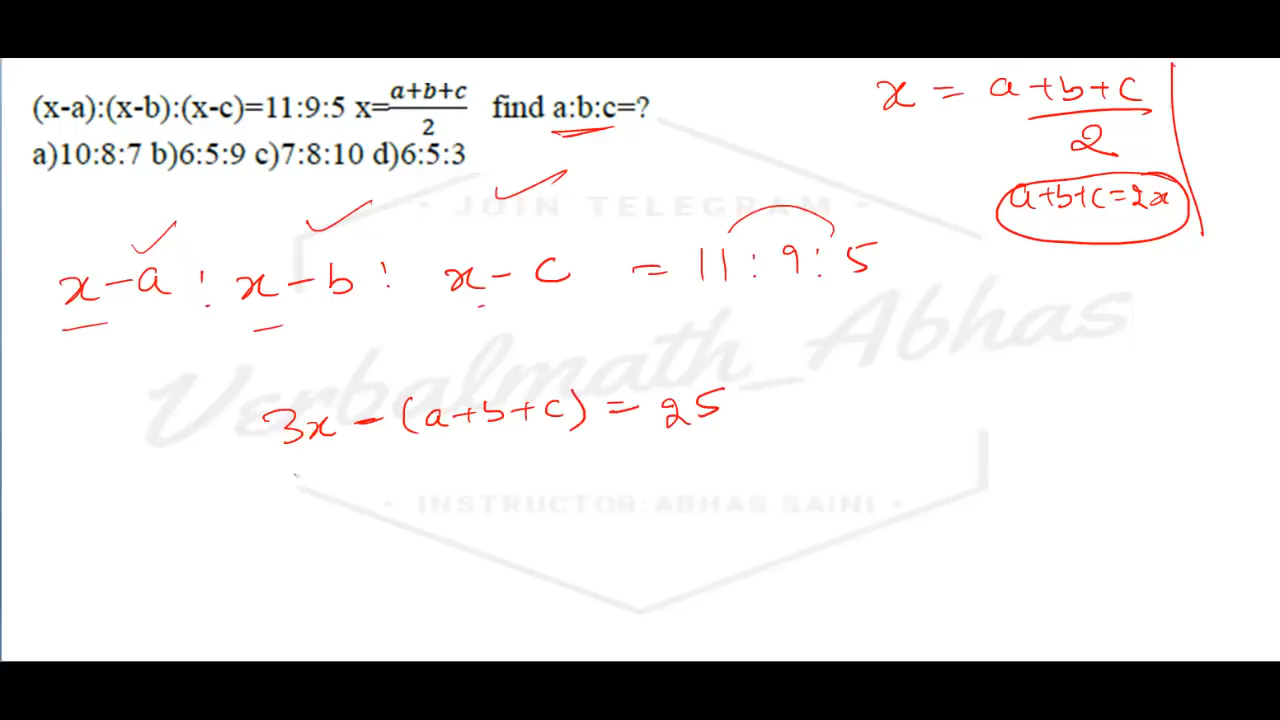 (x-a):(x-b):(x-c)=11:9:5 x=a+b+c/2 find a:b:c=?
a)10:8:7 b)6:5:9 c)7:8:10 d)6:5:3
x = a+b+c/2
a+b+c=2x
- JOIN TELEGRAM -
x-a : x-b : x-c = 11:9:5
Verbalmath_Abhas
3x-(a+b+c)=25
- INSTRUCTOR:ABHAS SAINI -